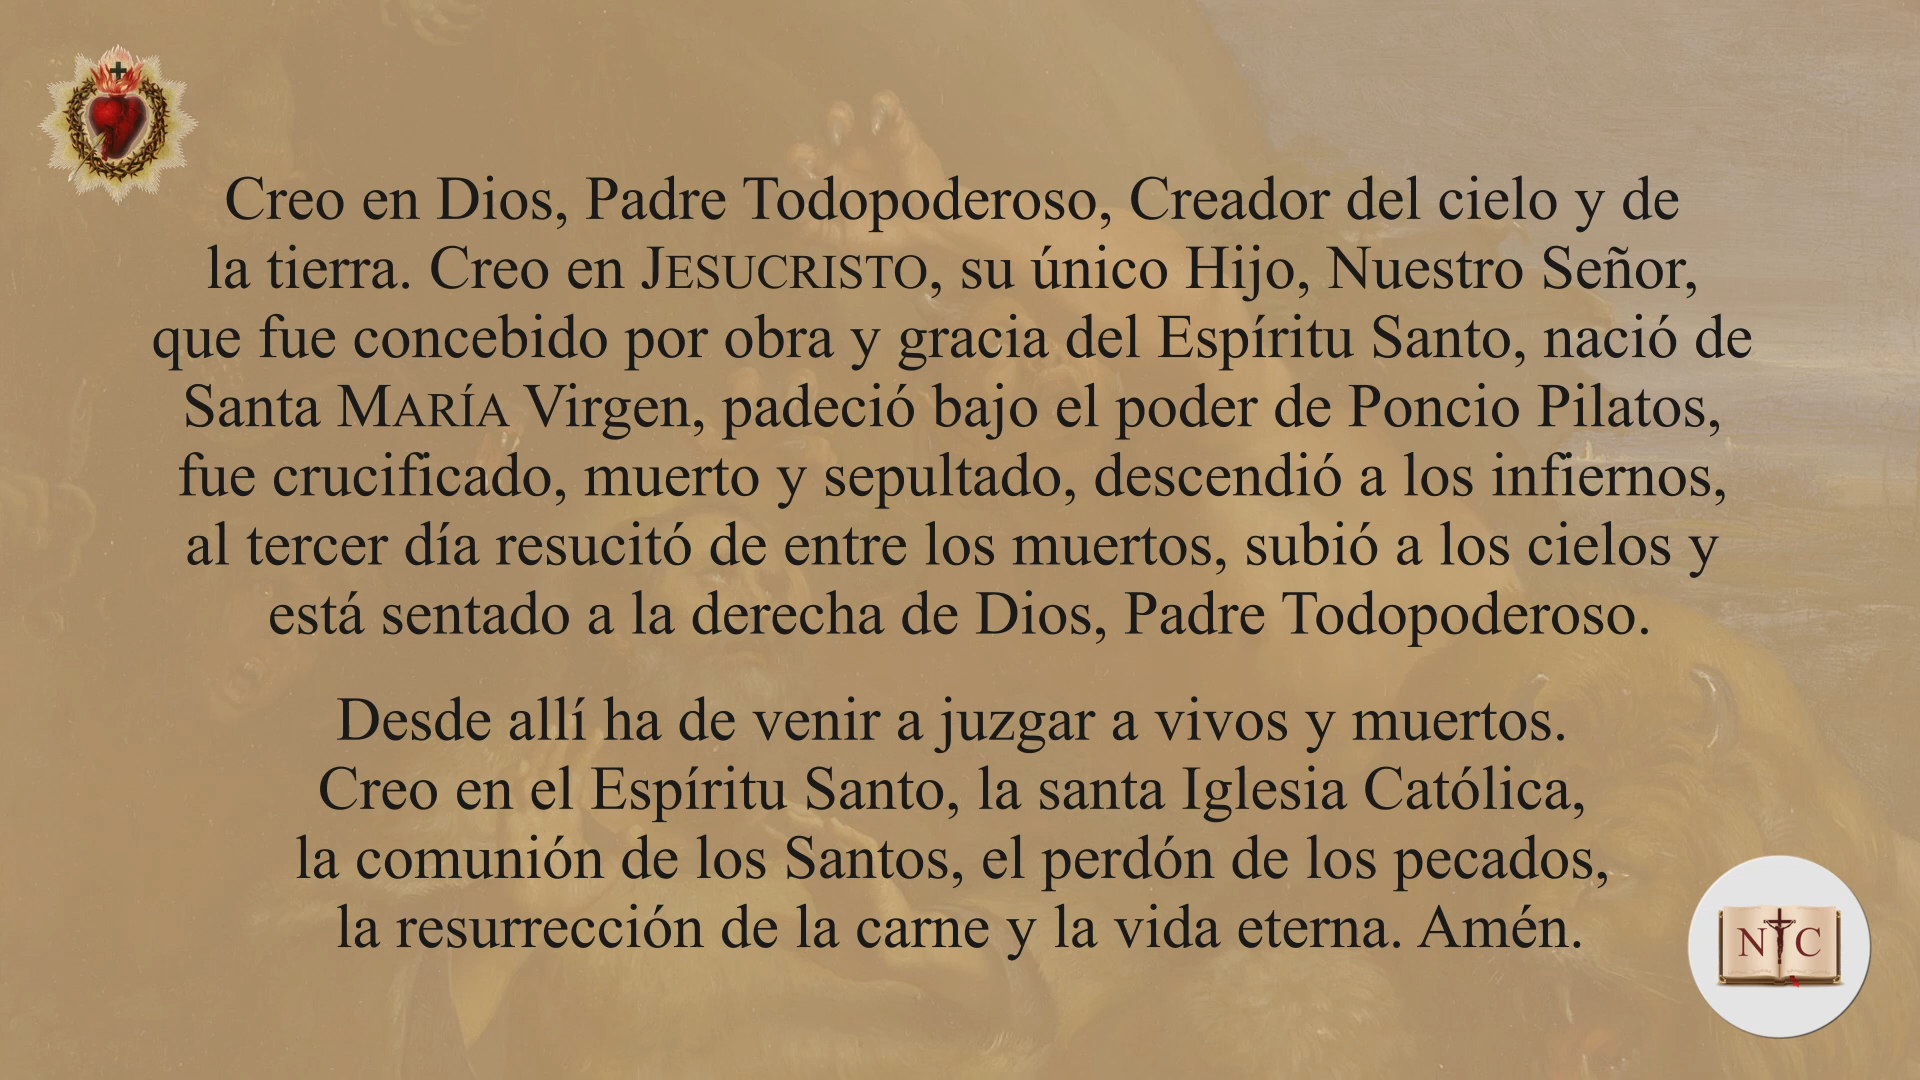 Creo en Dios, Padre Todopoderoso, Creador del cielo y de
la tierra. Creo en JESUCRISTO, su único Hijo, Nuestro Señor,
que fue concebido por obra y gracia del Espíritu Santo, nació de
Santa MARÍA Virgen, padeció bajo el poder de Poncio Pilatos,
fue crucificado, muerto y sepultado, descendió a los infiernos,
al tercer día resucitó de entre los muertos, subió a los cielos y
está sentado a la derecha de Dios, Padre Todopoderoso.
Desde allí ha de venir a juzgar a vivos y muertos.
Creo en el Espíritu Santo, la santa Iglesia Católica,
la comunión de los Santos, el perdón de los pecados,
la resurrección de la carne y la vida eterna. Amén.
N C